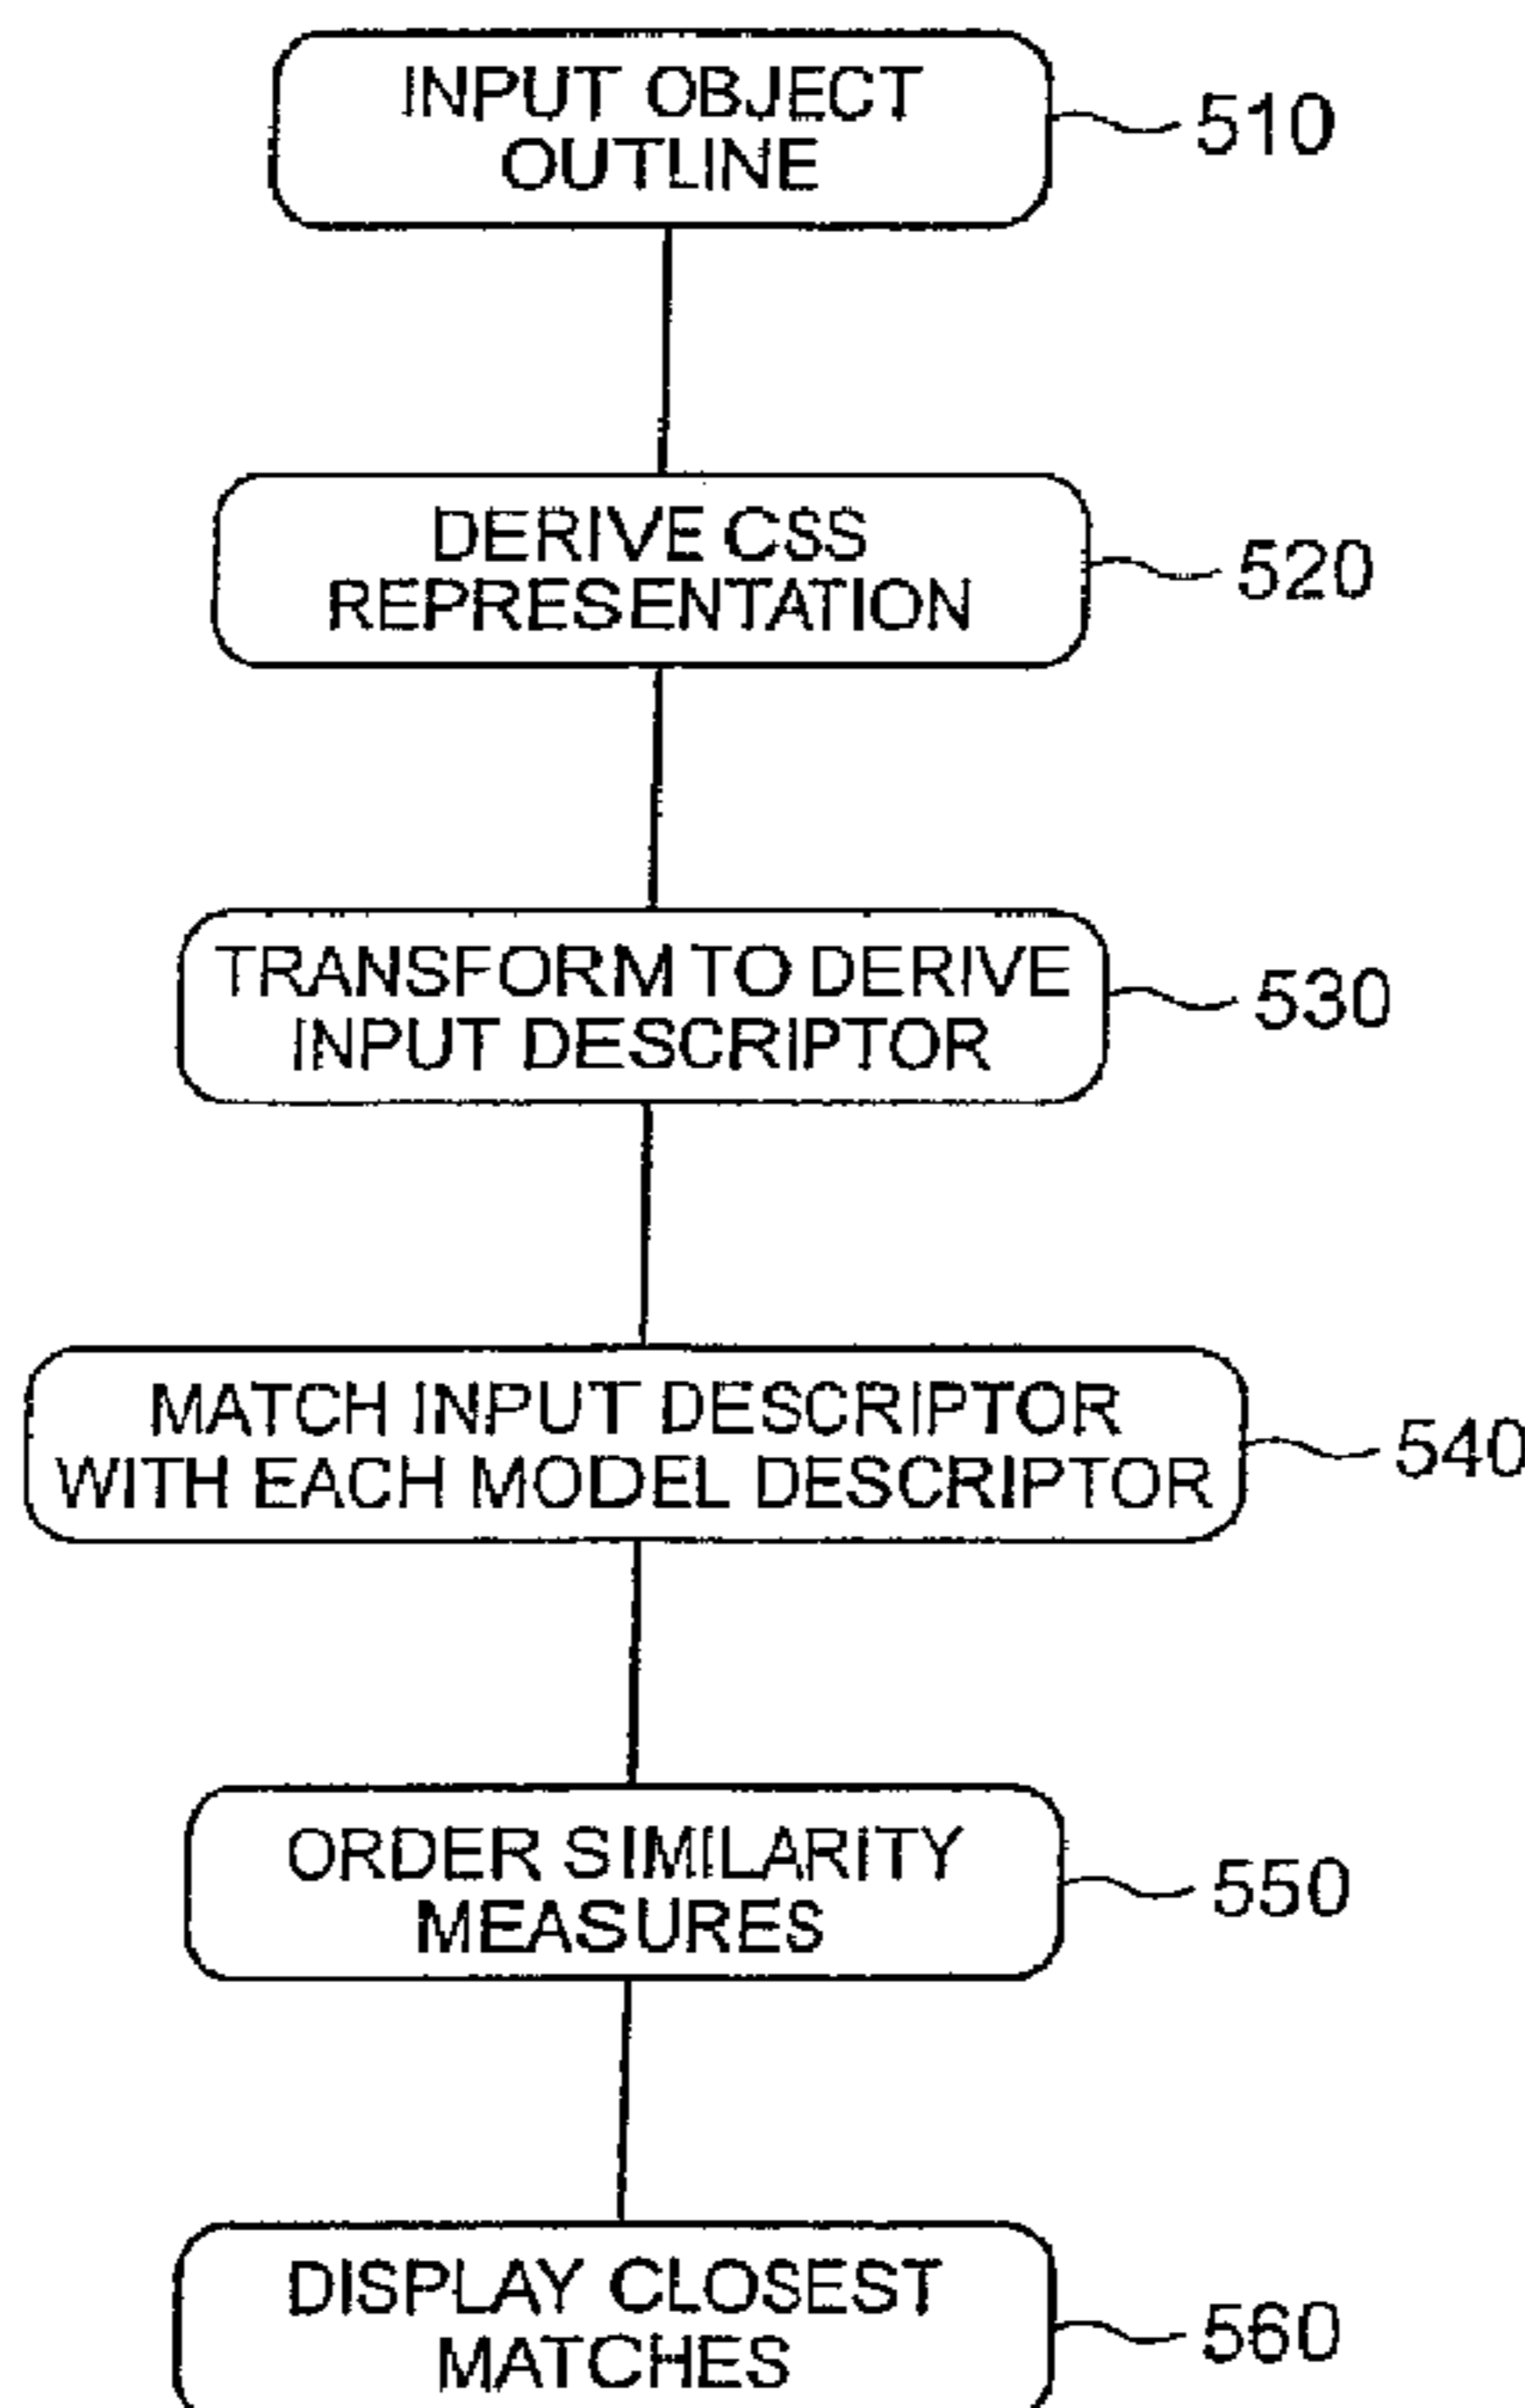 INPUT OBJECT
OUTLINE
510
DERIVE CSS
REPRESENTATION
520
TRANSFORM TO DERIVE
INPUT DESCRIPTOR
530
MATCH INPUT DESCRIPTOR
WITH EACH MODEL DESCRIPTOR
540
ORDER SIMILARITY
MEASURES
550
DISPLAY CLOSEST
MATCHES
560